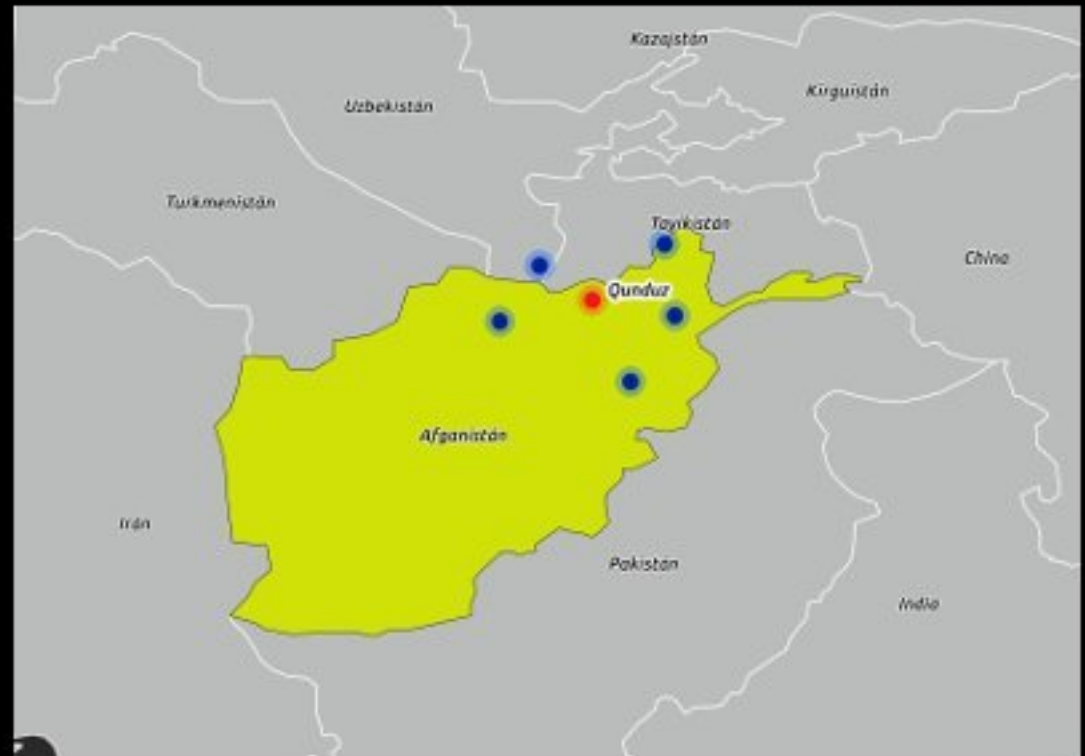 Kazajstán
Kirguistán
Uzbekistán
Turkmenistán
Tayikistán
China
Qunduz
Afganistán
Irán
Pakistán
India